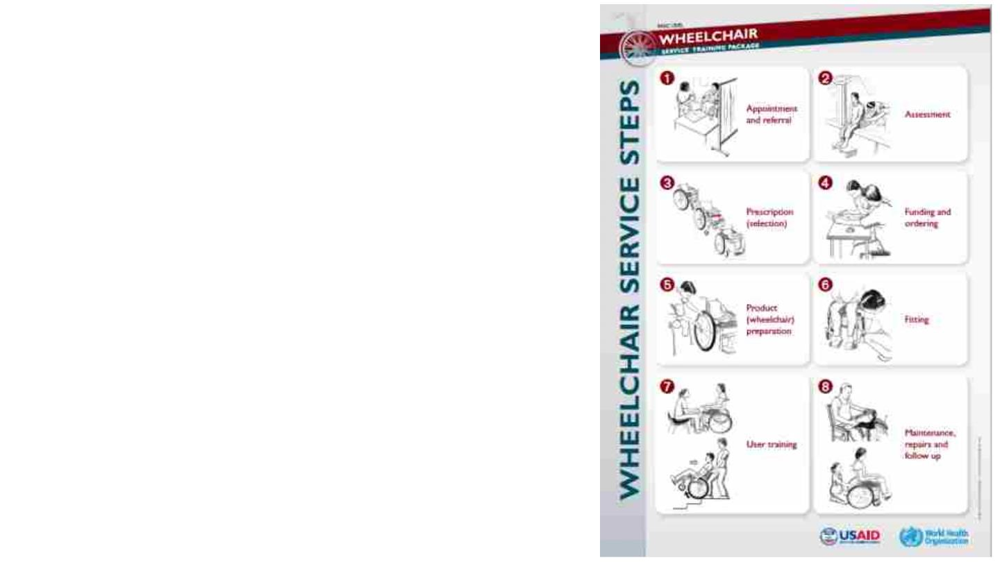 BASIC LEVEL
WHEELCHAIR
SERVICE TRAINING PACKAGE
WHEELCHAIR SERVICE STEPS
1
Appointment
and referral
2
Assessment
3
Prescription
(selection)
4
Funding and
ordering
5
Product
(wheelchair)
preparation
6
Fitting
7
User training
8
Maintenance,
repairs and
follow up
USAID
World Health
Organization